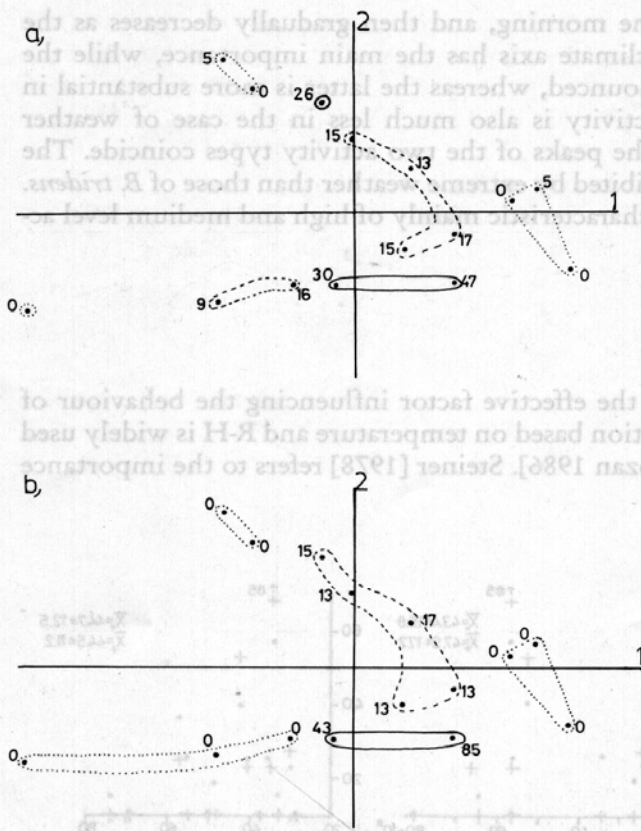 he morning, and then gradually decreases as the
climate axis has the main importance, while the
nounced, whereas the latter is more substantial in
ctivity is also much less in the case of weather
he peaks of the two activity types coincide. The
ibited by extreme weather than those of B. tridens.
characteristic mainly of high and medium level ac-
a,
2
5
0
26
15
13
0
5
1
17
15
0
30
47
16
9
0
the effective factor influencing the behaviour of
tion based on temperature and R-H is widely used
ozan 1986]. Steiner [1978] refers to the importance
b,
2
0
0
15
13
17
0
0
1
13
13
0
43
85
0
0
0